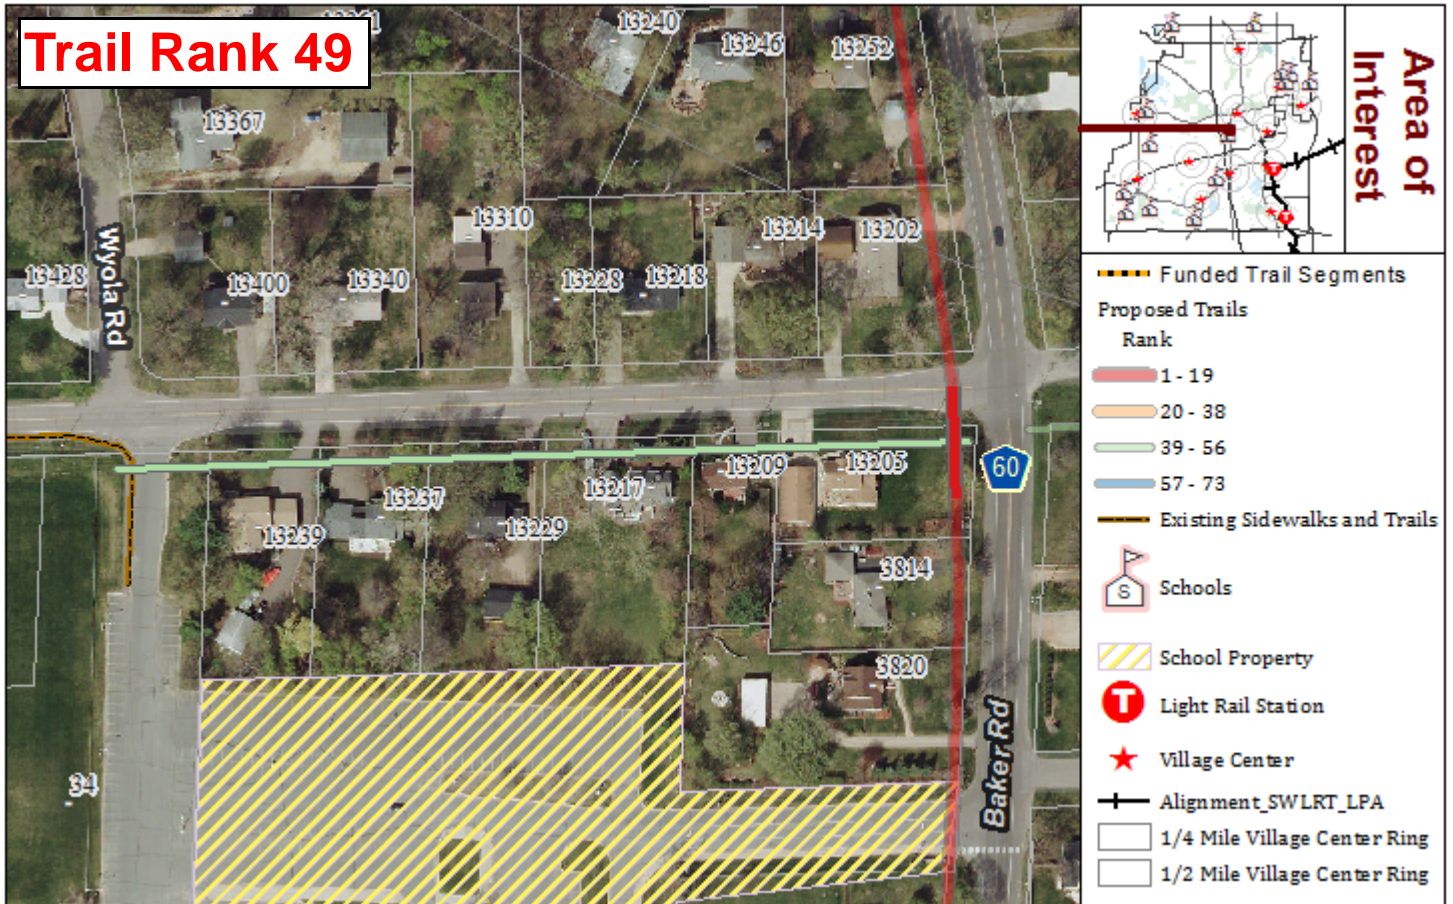 Trail Rank 49
13240
13246
13252
13367
13310
13214
13202
13428
Wyola Rd
13400
13340
13228
13218
13209
13205
60
13237
13217
13239
13229
3814
3820
34
Baker Rd
Area of
Interest
T
T
Funded Trail Segments
Proposed Trails
Rank
1 - 19
20 - 38
39 - 56
57 - 73
Existing Sidewalks and Trails
S
Schools
School Property
T
Light Rail Station
Village Center
Alignment_SWLRT_LPA
1/4 Mile Village Center Ring
1/2 Mile Village Center Ring